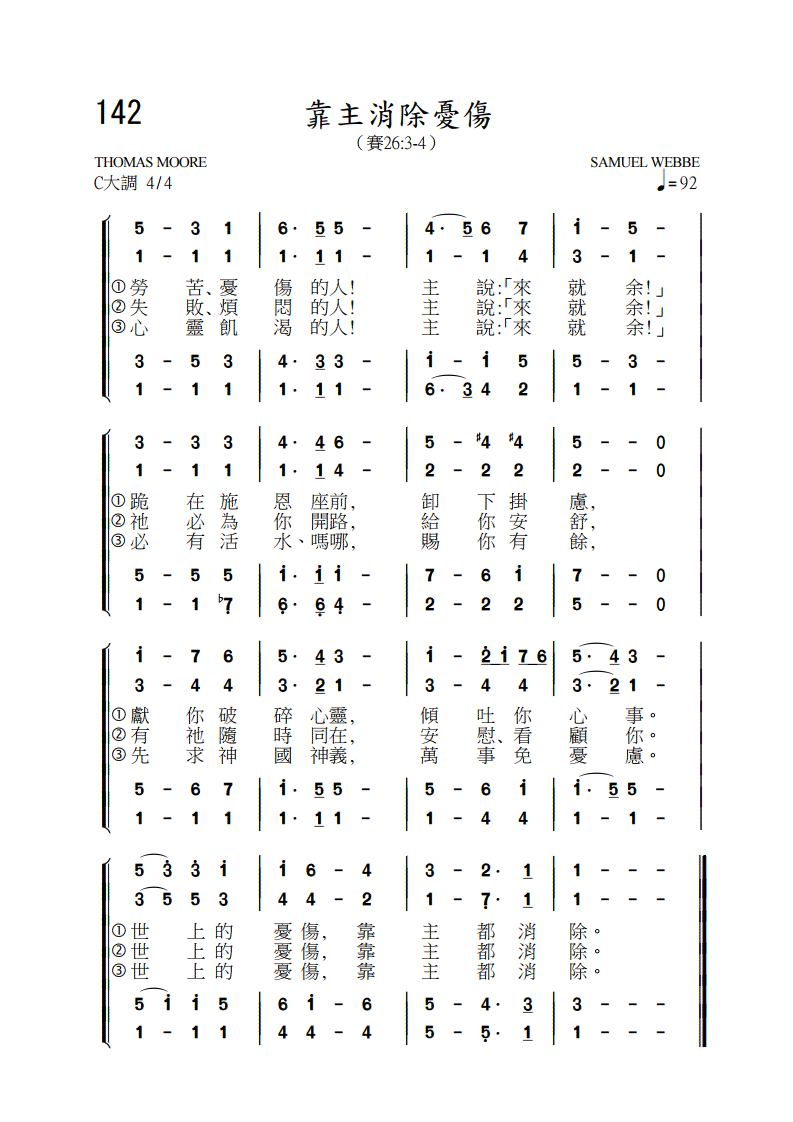 142
靠主消除憂傷
（賽26:3-4）
THOMAS MOORE
SAMUEL WEBBE
C大調 4/4
♩=92
5 - 3 1 | 6· 5 5 - | 4· 5 6 7 | i - 5 -
1 - 1 1 | 1· 1 1 - | 1 - 1 4 | 3 - 1 -
①勞苦、憂傷的人！主說：「來就余！」
②失敗、煩悶的人！主說：「來就余！」
③心靈飢渴的人！主說：「來就余！」
3 - 5 3 | 4· 3 3 - | i - i 5 | 5 - 3 -
1 - 1 1 | 1· 1 1 - | 6· 3 4 2 | 1 - 1 -
3 - 3 3 | 4· 4 6 - | 5 - ♯4 ♯4 | 5 - - 0
1 - 1 1 | 1· 1 4 - | 2 - 2 2 | 2 - - 0
①跪在施恩座前，卸下掛慮，
②祂必為你開路，給你安舒，
③必有活水、嗎哪，賜你有餘，
5 - 5 5 | i· i i - | 7 - 6 i | 7 - - 0
1 - 1 ♭7̣ | 6̣· 6̣ 4̣ - | 2 - 2 2 | 5 - - 0
i - 7 6 | 5· 4 3 - | i - 2̇ i 7 6 | 5· 4 3 -
3 - 4 4 | 3· 2 1 - | 3 - 4 4 | 3· 2 1 -
①獻你破碎心靈，傾吐你心事。
②有祂隨時同在，安慰、看顧你。
③先求神國神義，萬事免憂慮。
5 - 6 7 | i· 5 5 - | 5 - 6 i | i· 5 5 -
1 - 1 1 | 1· 1 1 - | 1 - 4 4 | 1 - 1 -
5 3̇ 3̇ i | i 6 - 4 | 3 - 2· 1 | 1 - - -
3 5 5 3 | 4 4 - 2 | 1 - 7̣· 1 | 1 - - -
①世上的憂傷，靠主都消除。
②世上的憂傷，靠主都消除。
③世上的憂傷，靠主都消除。
5 i i 5 | 6 i - 6 | 5 - 4· 3 | 3 - - -
1 - 1 1 | 4 4 - 4 | 5 - 5̣· 1 | 1 - - -